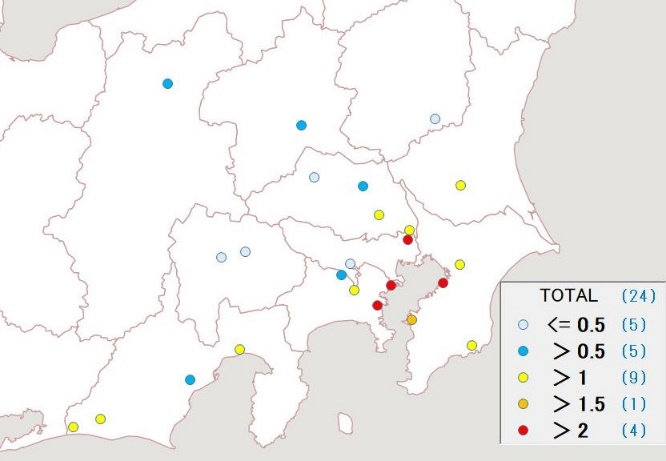 TOTAL (24)
<= 0.5 (5)
> 0.5 (5)
> 1 (9)
> 1.5 (1)
> 2 (4)